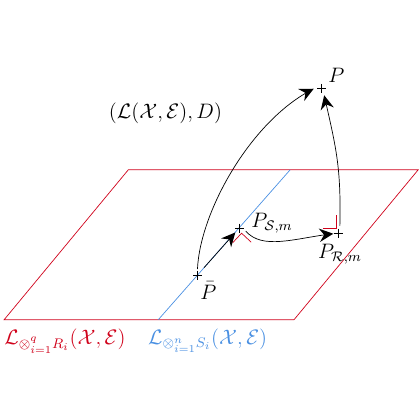 P
(ℒ(𝒳, ℰ), D)
P_{𝒮,m}
P_{ℛ,m}
P̄
ℒ_{⊗_{i=1}^{q} R_i}(𝒳, ℰ)
ℒ_{⊗_{i=1}^{n} S_i}(𝒳, ℰ)